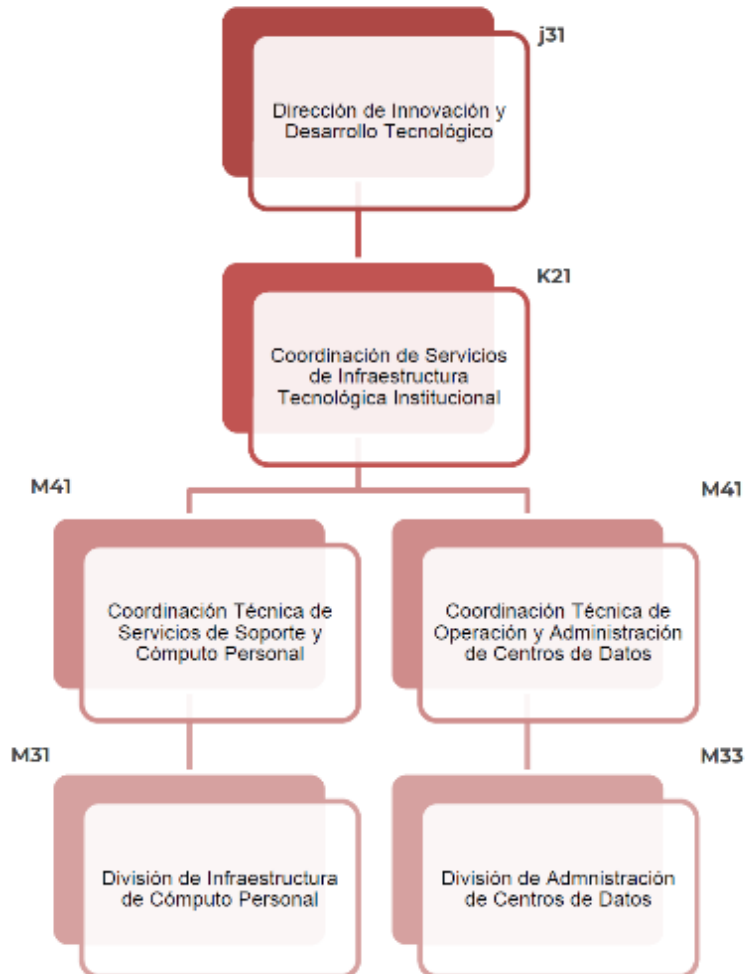 j31
Dirección de Innovación y
Desarrollo Tecnológico
K21
Coordinación de Servicios
de Infraestructura
Tecnológica Institucional
M41
M41
Coordinación Técnica de
Servicios de Soporte y
Cómputo Personal
Coordinación Técnica de
Operación y Administración
de Centros de Datos
M31
M33
División de Infraestructura
de Cómputo Personal
División de Admnistración
de Centros de Datos